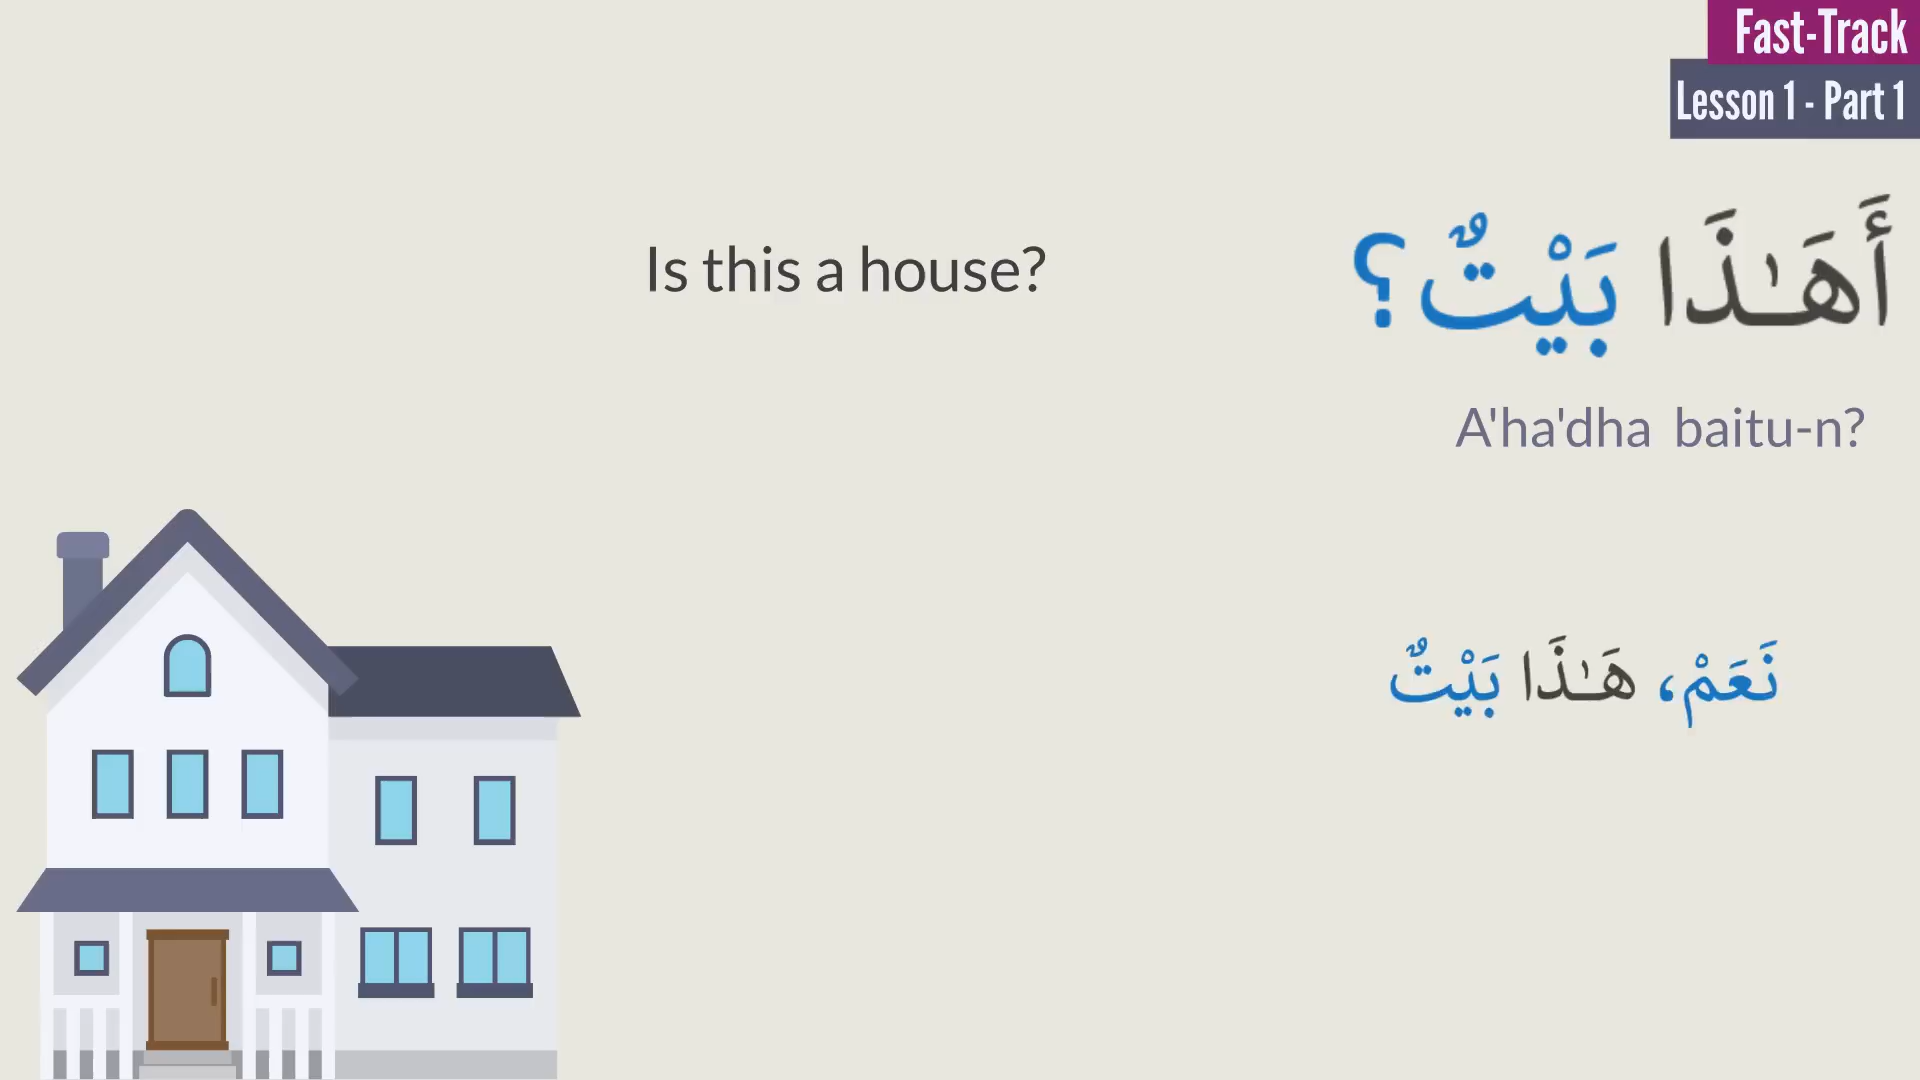 Fast-Track
Lesson 1 - Part 1
Is this a house?
أَهَـٰذَا بَيْتٌ؟
A'ha'dha baitu-n?
نَعَمْ، هَـٰذَا بَيْتٌ